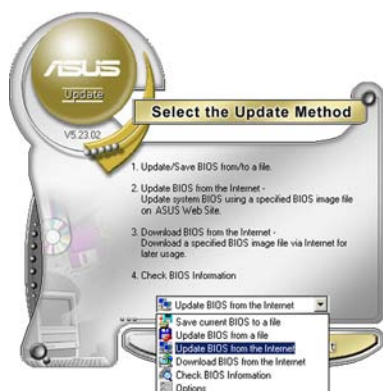 ASUS
Update
V5.23.02
Select the Update Method
1. Update/Save BIOS from/to a file.
2. Update BIOS from the Internet -
Update system BIOS using a specified BIOS image file
on ASUS Web Site.
3. Download BIOS from the Internet -
Download a specified BIOS image file via Internet for
later usage.
4. Check BIOS Information
Update BIOS from the Internet
Save current BIOS to a file
Update BIOS from a file
Update BIOS from the Internet
Download BIOS from the Internet
Check BIOS Information
Options